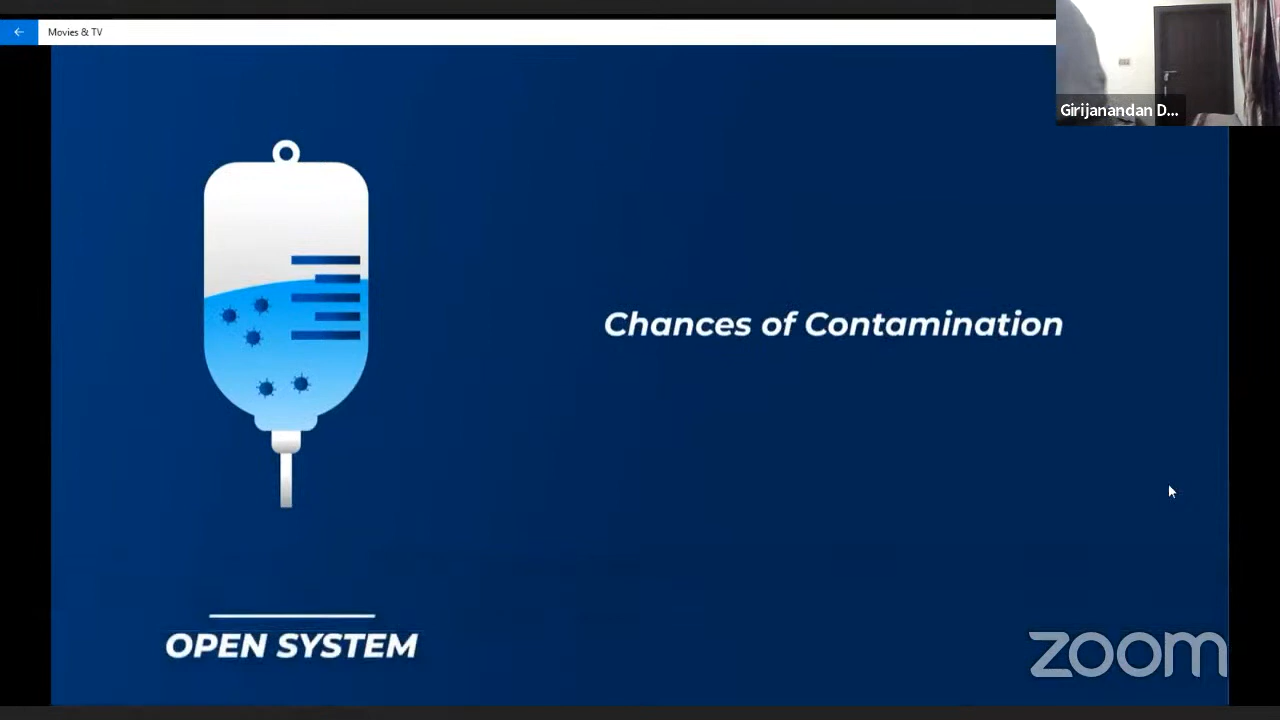 Movies & TV
Girijanandan D...
Chances of Contamination
OPEN SYSTEM
zoom